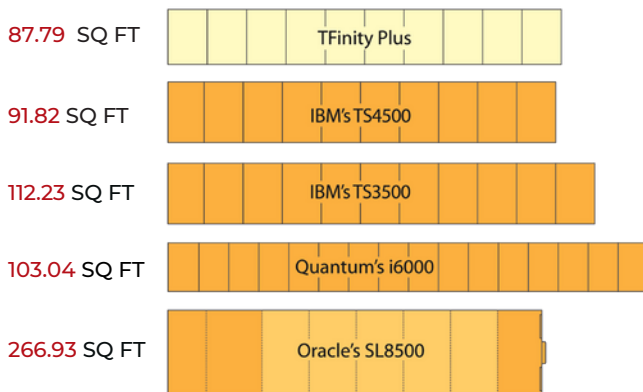 87.79 SQ FT TFinity Plus
91.82 SQ FT IBM's TS4500
112.23 SQ FT IBM's TS3500
103.04 SQ FT Quantum's i6000
266.93 SQ FT Oracle's SL8500